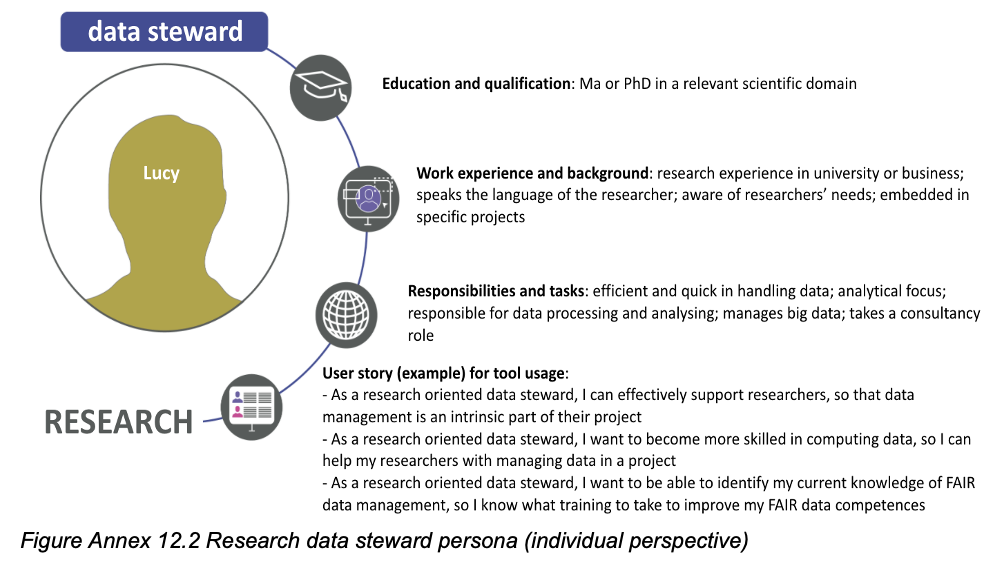 data steward
Lucy
Education and qualification: Ma or PhD in a relevant scientific domain
Work experience and background: research experience in university or business;
speaks the language of the researcher; aware of researchers’ needs; embedded in
specific projects
Responsibilities and tasks: efficient and quick in handling data; analytical focus;
responsible for data processing and analysing; manages big data; takes a consultancy
role
RESEARCH
User story (example) for tool usage:
- As a research oriented data steward, I can effectively support researchers, so that data
management is an intrinsic part of their project
- As a research oriented data steward, I want to become more skilled in computing data, so I can
help my researchers with managing data in a project
- As a research oriented data steward, I want to be able to identify my current knowledge of FAIR
data management, so I know what training to take to improve my FAIR data competences
Figure Annex 12.2 Research data steward persona (individual perspective)